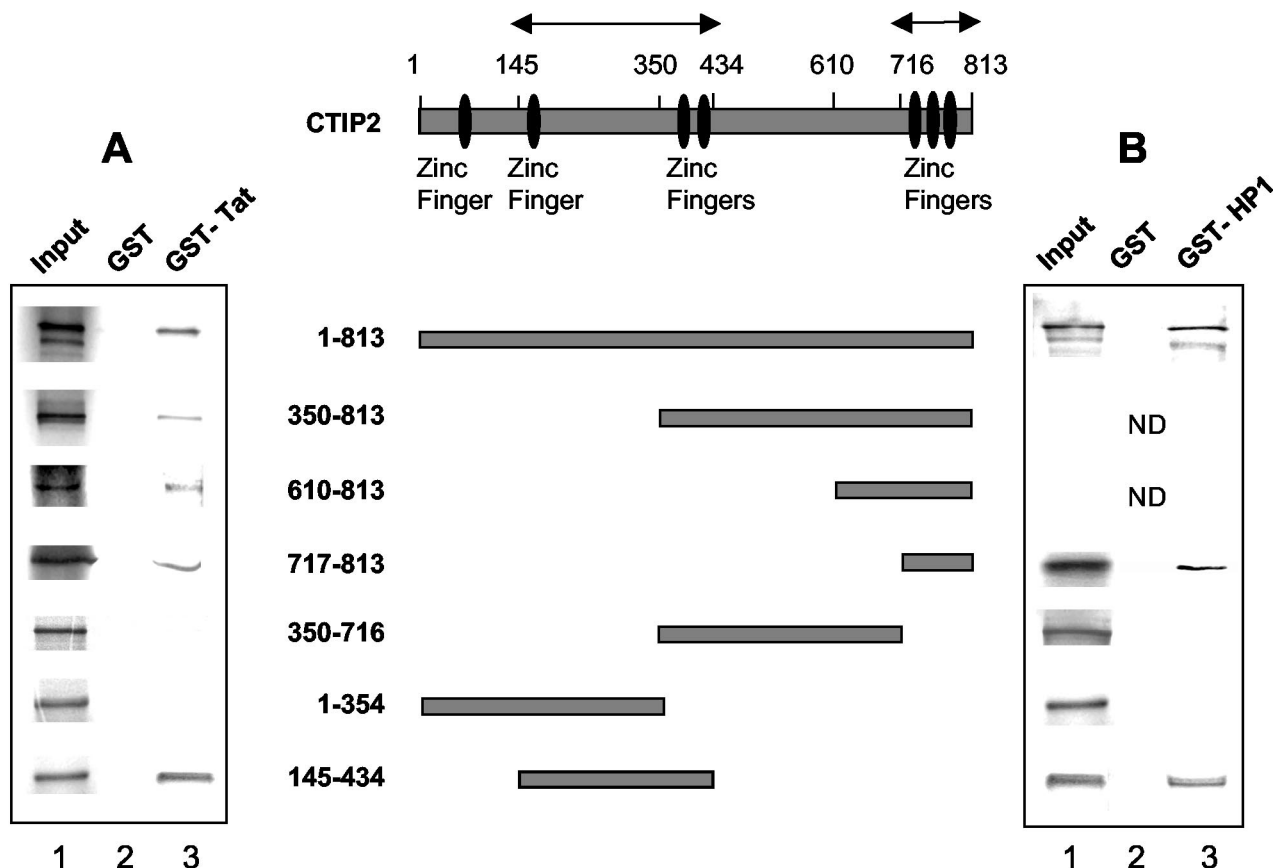 1 145 350 434 610 716 813
CTIP2
Zinc Finger
Zinc Finger
Zinc Fingers
Zinc Fingers
A
Input GST GST- Tat
B
Input GST GST- HP1
1-813
350-813
ND
610-813
ND
717-813
350-716
1-354
145-434
1 2 3
1 2 3